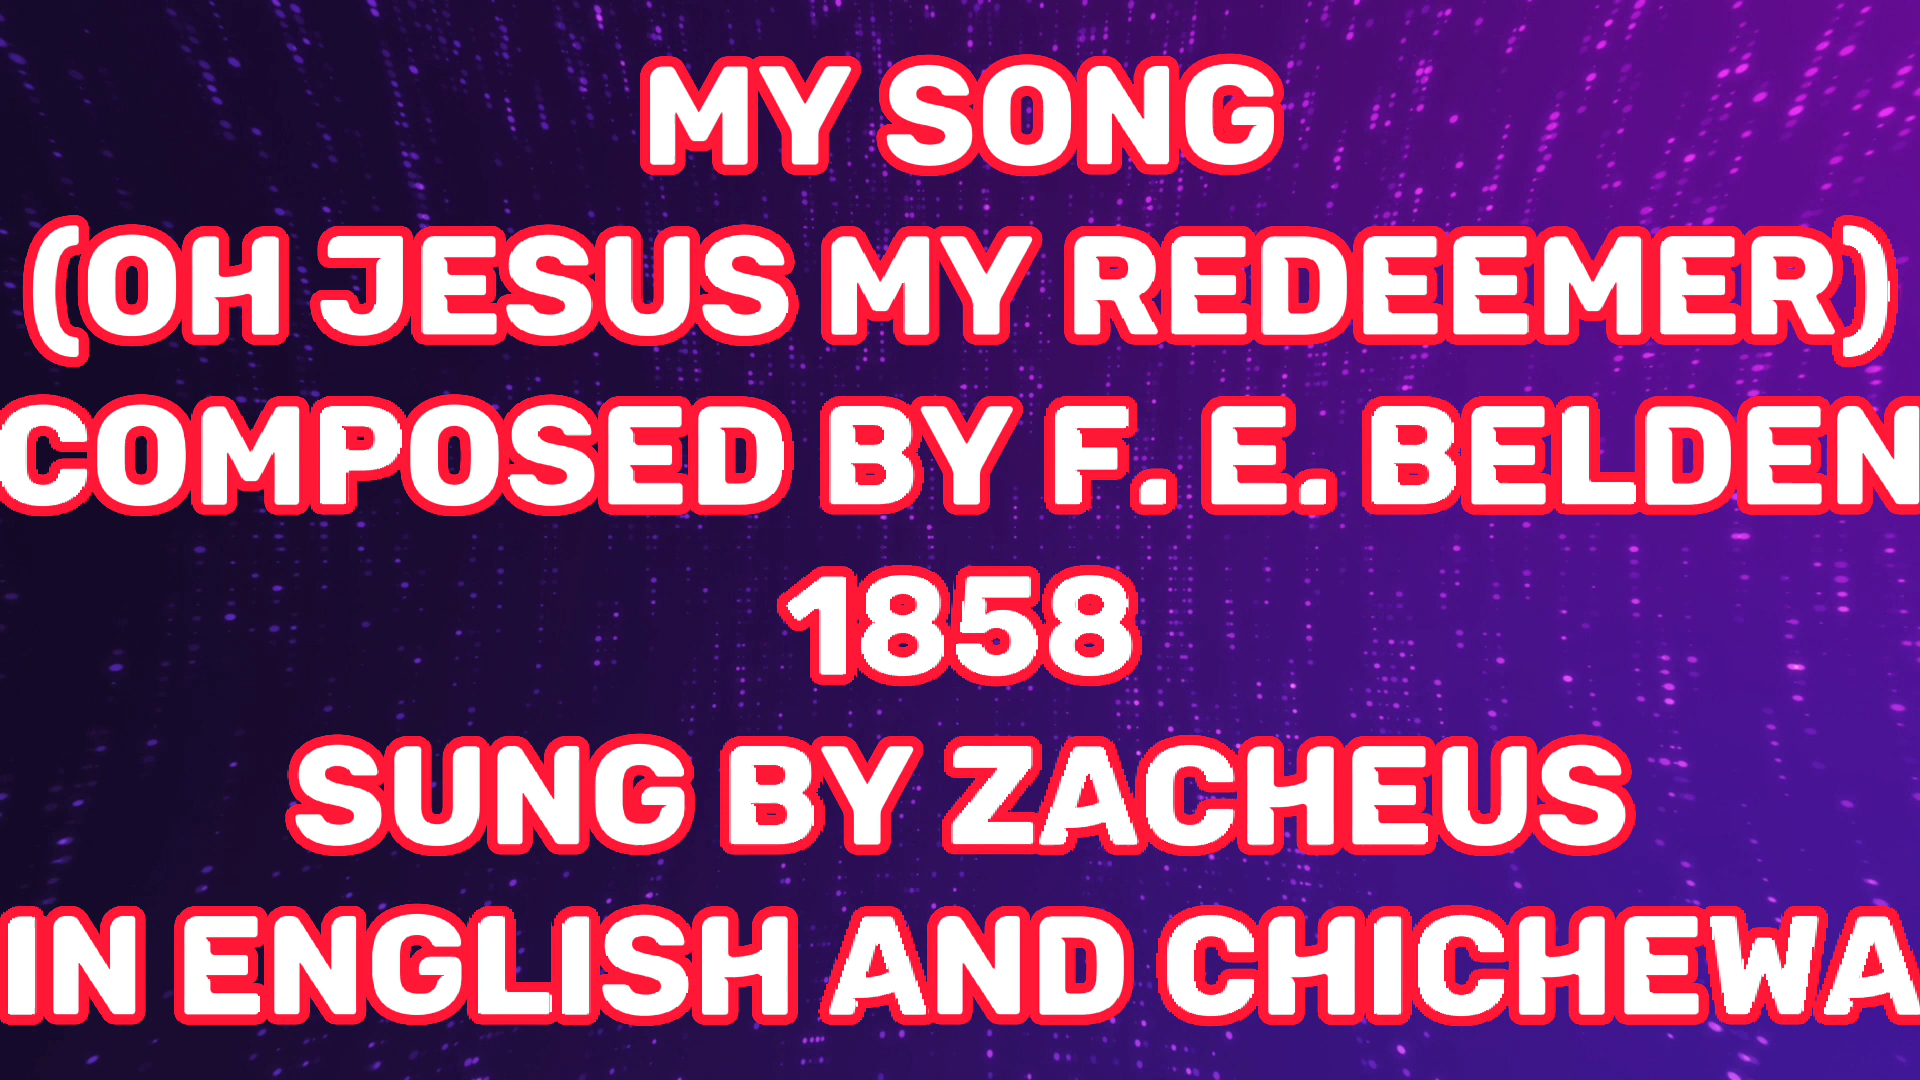 MY SONG
(OH JESUS MY REDEEMER)
COMPOSED BY F. E. BELDEN
1858
SUNG BY ZACHEUS
IN ENGLISH AND CHICHEWA